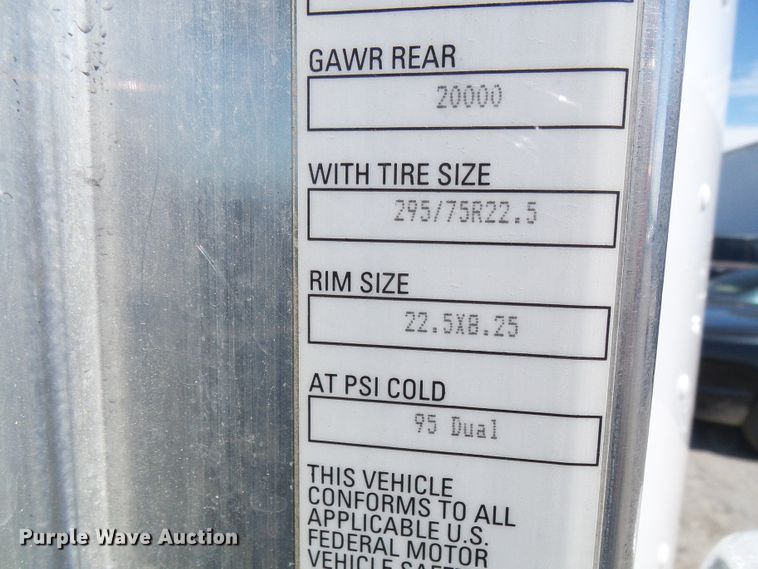 GAWR REAR
20000
WITH TIRE SIZE
295/75R22.5
RIM SIZE
22.5X8.25
AT PSI COLD
95 Dual
THIS VEHICLE
CONFORMS TO ALL
APPLICABLE U.S.
FEDERAL MOTOR
VEHICLE
Purple Wave Auction